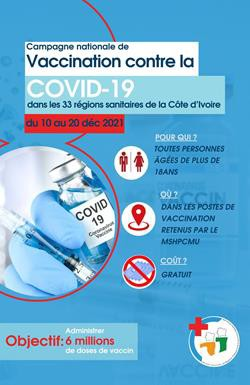 Campagne nationale de
Vaccination contre la
COVID-19
dans les 33 régions sanitaires de la Côte d'Ivoire
du 10 au 20 déc 2021
POUR QUI ?
TOUTES PERSONNES
ÂGÉES DE PLUS DE
18ANS
OÙ ?
DANS LES POSTES DE
VACCINATION
RETENUS PAR LE
MSHPCMU
COÛT ?
GRATUIT
COVID
19
Coronavirus
Vaccine
Administrer
Objectif: 6 millions
de doses de vaccin